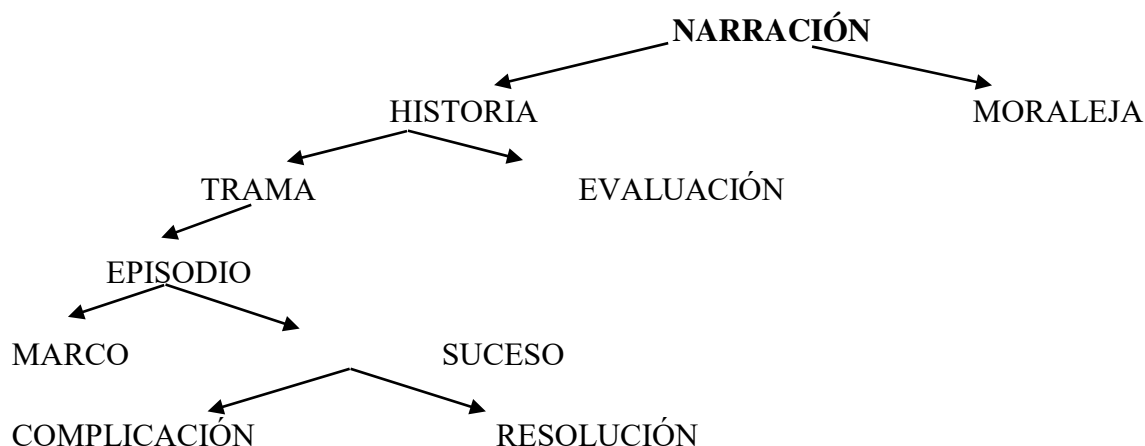 NARRACIÓN
HISTORIA MORALEJA
TRAMA EVALUACIÓN
EPISODIO
MARCO SUCESO
COMPLICACIÓN RESOLUCIÓN